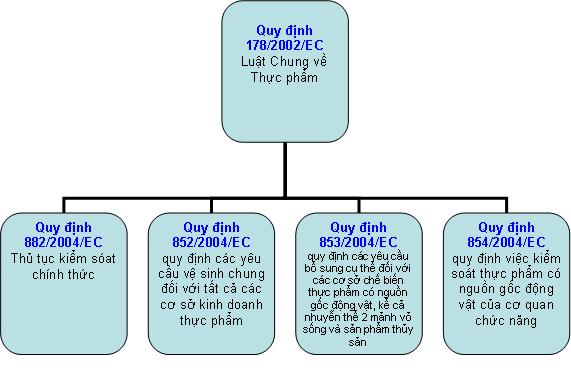 Quy định
178/2002/EC
Luật Chung về
Thực phẩm
Quy định
882/2004/EC
Thủ tục kiểm sóat
chính thức
Quy định
852/2004/EC
quy định các yêu
cầu vệ sinh chung
đối với tất cả các
cơ sở kinh doanh
thực phẩm
Quy định
853/2004/EC
quy định các yêu cầu
bổ sung cụ thể đối với
các cơ sở chế biến
thực phẩm có nguồn
gốc động vật, kể cả
nhuyến thể 2 mảnh vỏ
sống và sản phẩm thủy
sản
Quy định
854/2004/EC
quy định việc kiểm
soát thực phẩm có
nguồn gốc động
vật của cơ quan
chức năng